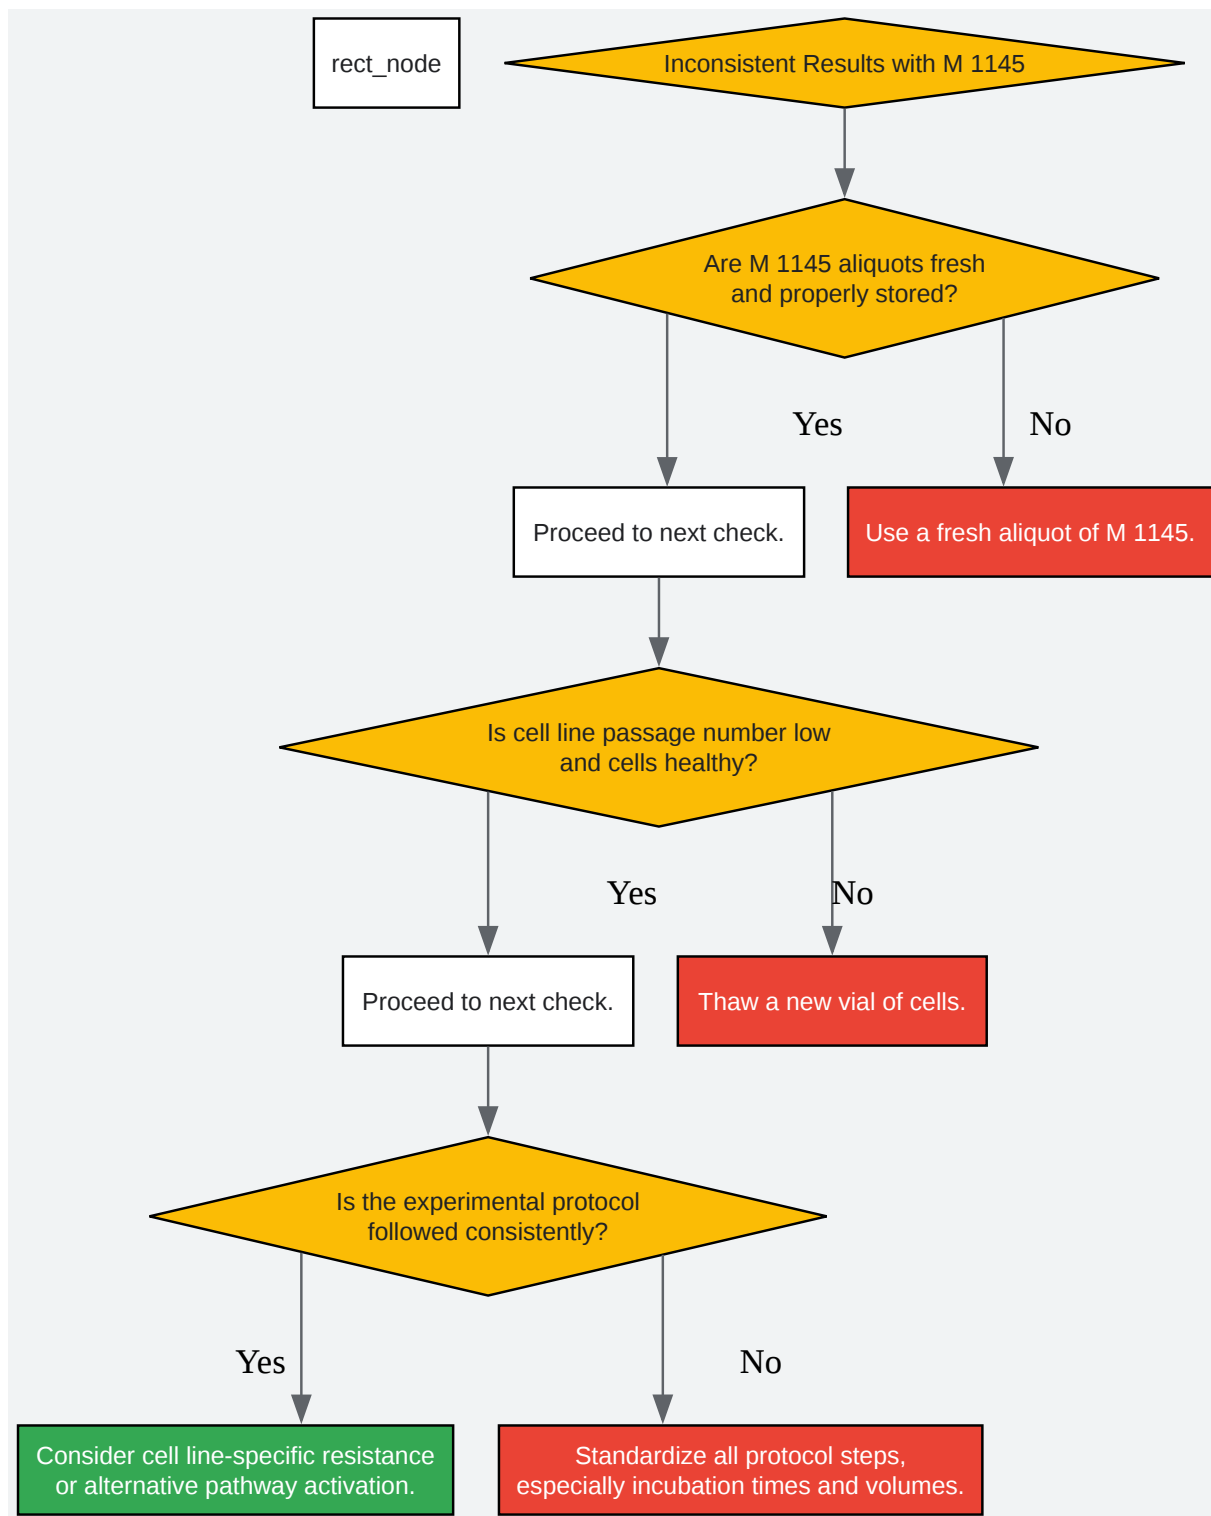 rect_node
Inconsistent Results with M 1145
Are M 1145 aliquots fresh
and properly stored?
Yes
No
Proceed to next check.
Use a fresh aliquot of M 1145.
Is cell line passage number low
and cells healthy?
Yes
No
Proceed to next check.
Thaw a new vial of cells.
Is the experimental protocol
followed consistently?
Yes
No
Consider cell line-specific resistance
or alternative pathway activation.
Standardize all protocol steps,
especially incubation times and volumes.